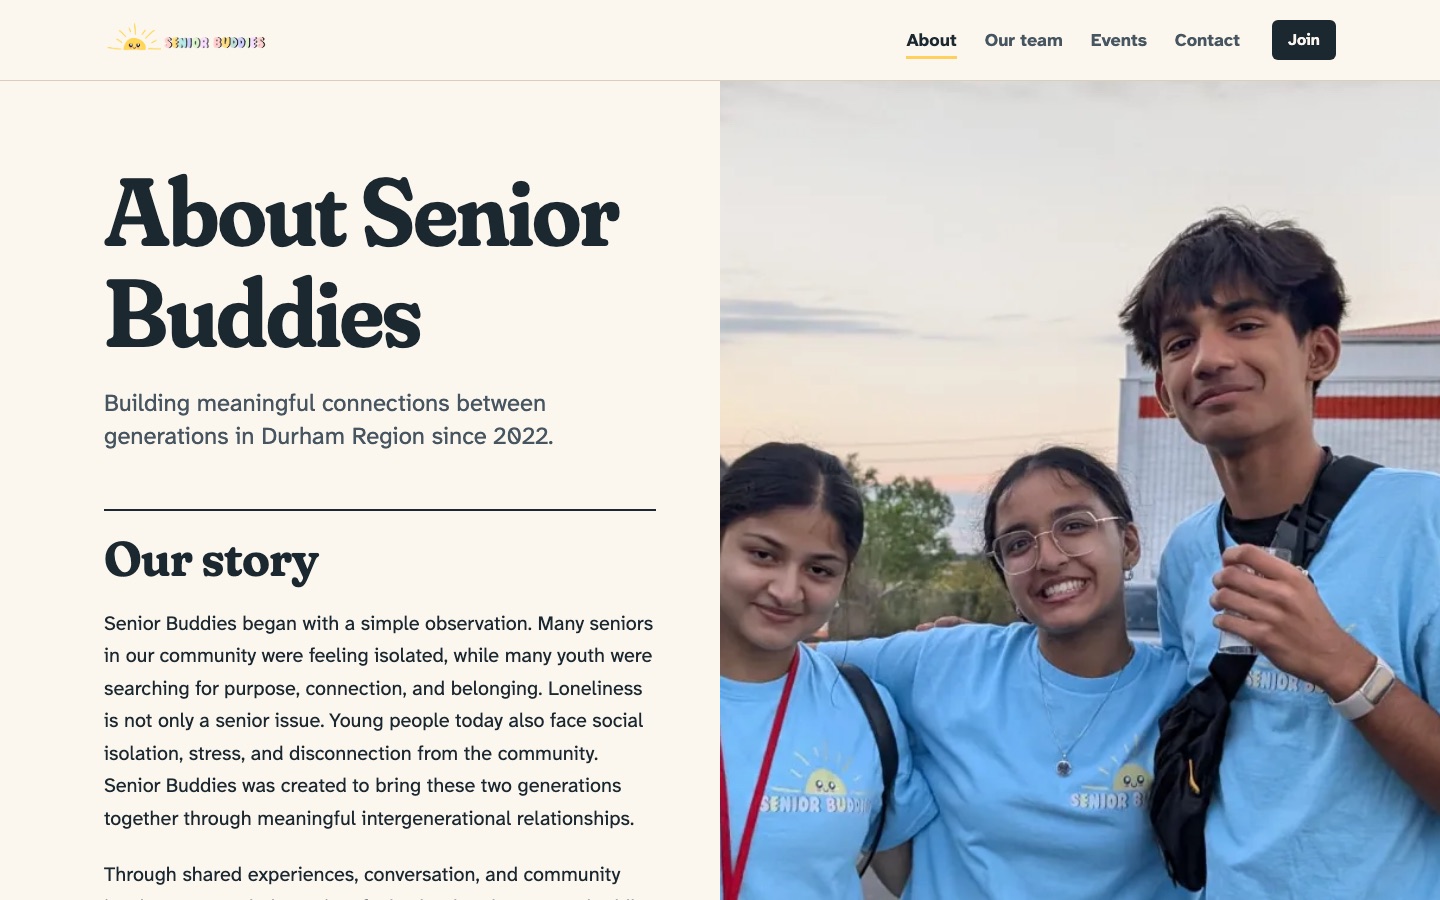 SENIOR BUDDIES
About
Our team
Events
Contact
Join
About Senior
Buddies
Building meaningful connections between
generations in Durham Region since 2022.
Our story
Senior Buddies began with a simple observation. Many seniors
in our community were feeling isolated, while many youth were
searching for purpose, connection, and belonging. Loneliness
is not only a senior issue. Young people today also face social
isolation, stress, and disconnection from the community.
Senior Buddies was created to bring these two generations
together through meaningful intergenerational relationships.
Through shared experiences, conversation, and community
SENIOR BUDDI
SENIOR B
SENIOR